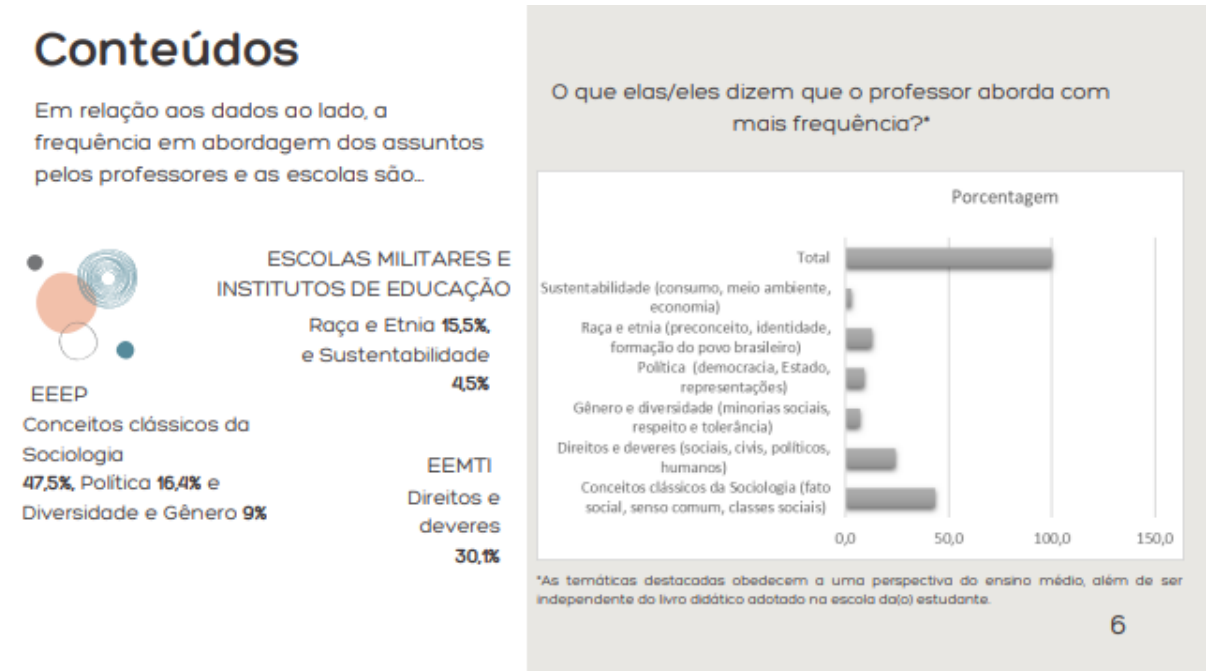 Conteúdos
Em relação aos dados ao lado, a
frequência em abordagem dos assuntos
pelos professores e as escolas são...
ESCOLAS MILITARES E
INSTITUTOS DE EDUCAÇÃO
Raça e Etnia 15,5%,
e Sustentabilidade
4,5%
EEEP
Conceitos clássicos da
Sociologia
47,5%, Política 16,4% e
Diversidade e Gênero 9%
EEMTI
Direitos e
deveres
30,1%
O que elas/eles dizem que o professor aborda com
mais frequência?*
Porcentagem
Total
Sustentabilidade (consumo, meio ambiente,
economia)
Raça e etnia (preconceito, identidade,
formação do povo brasileiro)
Política (democracia, Estado,
representações)
Gênero e diversidade (minorias sociais,
respeito e tolerância)
Direitos e deveres (sociais, civis, políticos,
humanos)
Conceitos clássicos da Sociologia (fato
social, senso comum, classes sociais)
0,0 50,0 100,0 150,0
*As temáticas destacadas obedecem a uma perspectiva do ensino médio, além de ser
independente do livro didático adotado na escola da(o) estudante.
6